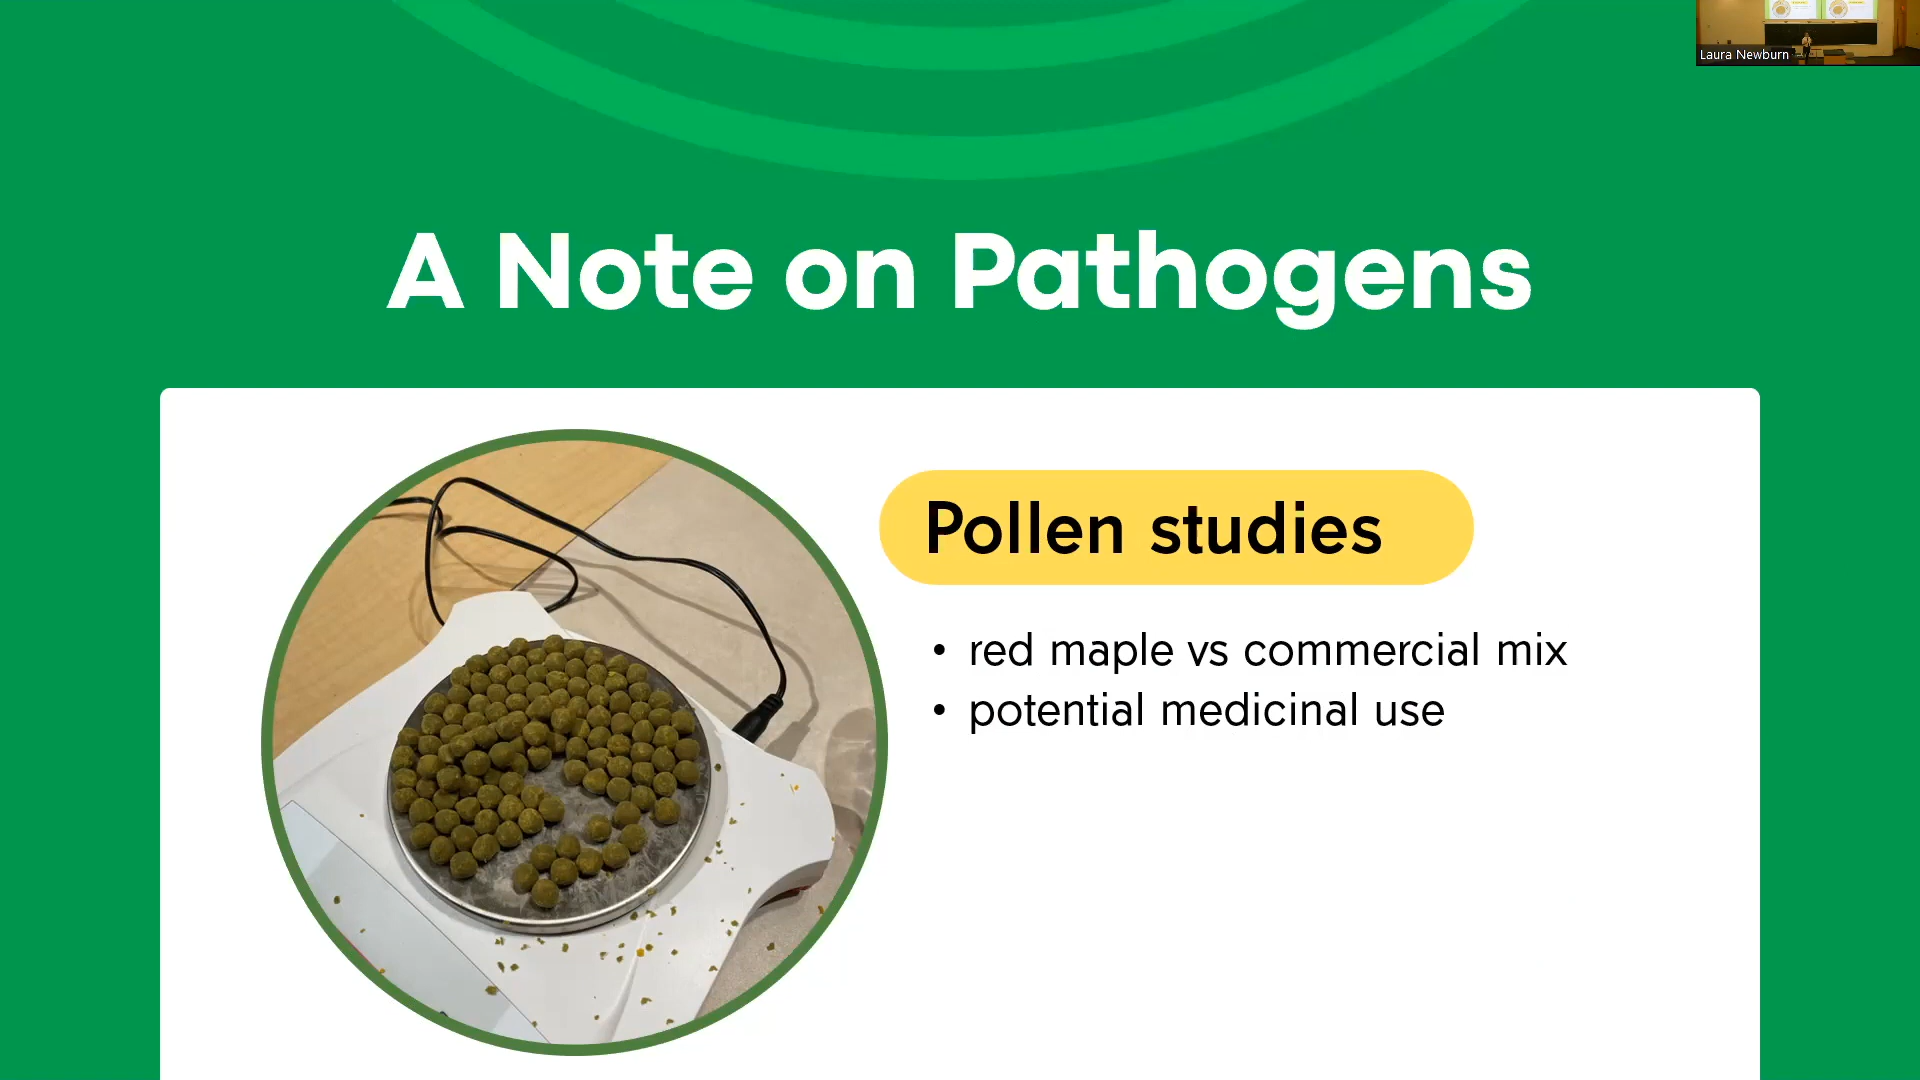 Laura Newburn
A Note on Pathogens
Pollen studies
• red maple vs commercial mix
• potential medicinal use